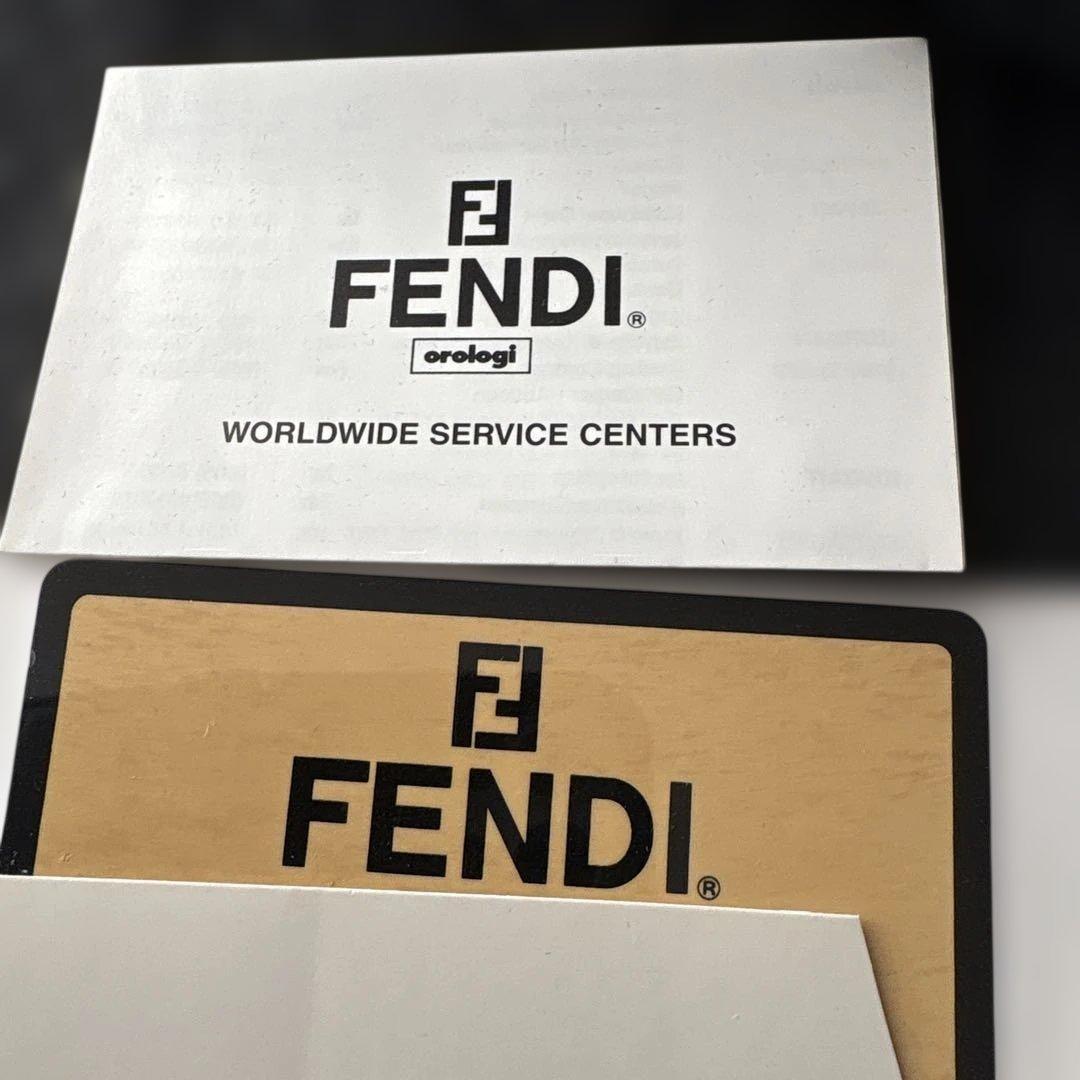 FF
FENDI®
orologi
WORLDWIDE SERVICE CENTERS
FF
FENDI®